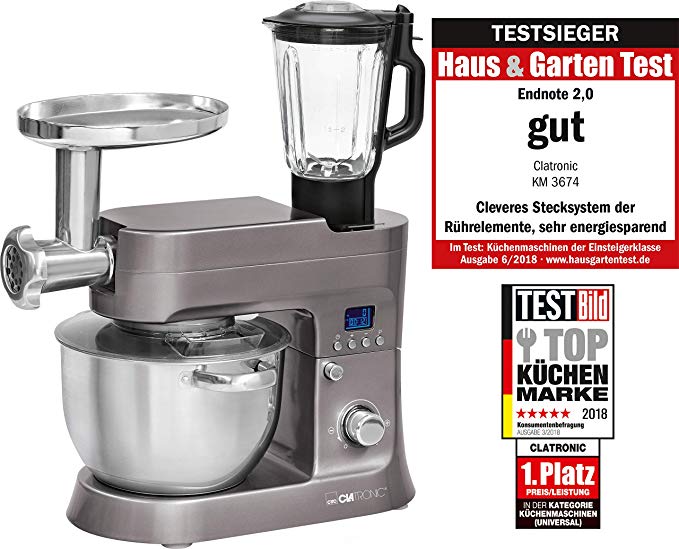 TESTSIEGER
Haus & Garten Test
Endnote 2,0
gut
Clatronic
KM 3674
Cleveres Stecksystem der
Rührelemente, sehr energiesparend
Im Test: Küchenmaschinen der Einsteigerklasse
Ausgabe 6/2018 · www.hausgartentest.de
TEST Bild
TOP
KÜCHEN
MARKE
★★★★★ 2018
Konsumentenbefragung
AUSGABE 3/2018
CLATRONIC
1.Platz
PREIS/LEISTUNG
IN DER KATEGORIE
KÜCHENMASCHINEN
(UNIVERSAL)
CTC CLATRONIC